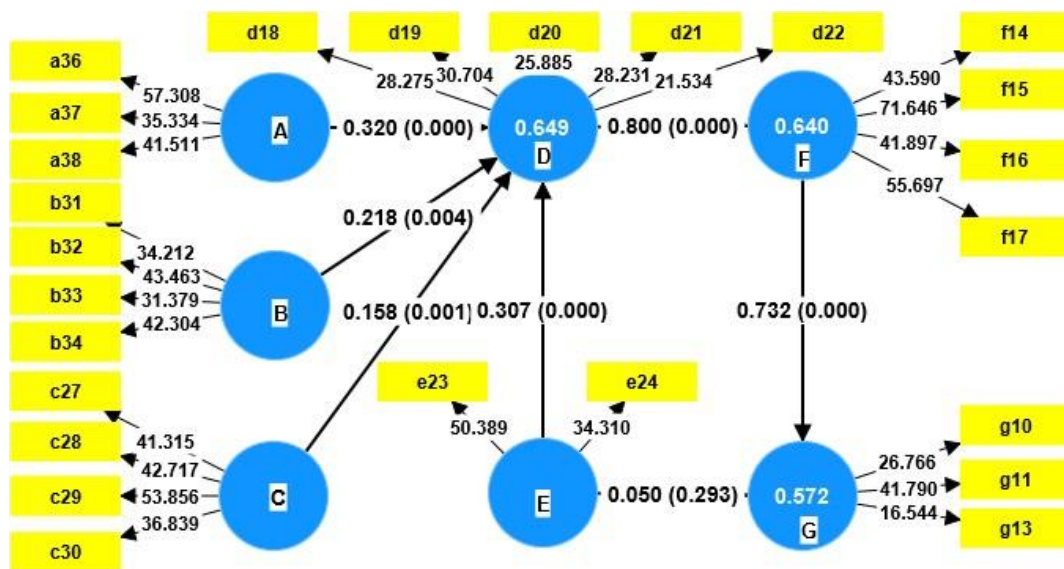 d18
d19
d20
d21
d22
f14
a36
a37
a38
57.308
35.334
41.511
28.275
30.704
25.885
28.231
21.534
43.590
71.646
41.897
55.697
f15
f16
f17
A
0.320 (0.000)
0.649
D
0.800 (0.000)
0.640
F
b31
b32
b33
b34
34.212
43.463
31.379
42.304
B
0.218 (0.004)
0.158 (0.001)
0.307 (0.000)
0.732 (0.000)
c27
c28
c29
c30
41.315
42.717
53.856
36.839
C
e23
e24
50.389
34.310
E
0.050 (0.293)
0.572
G
26.766
41.790
16.544
g10
g11
g13